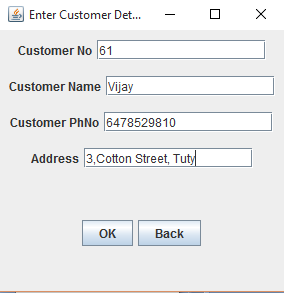 Enter Customer Det...
Customer No 61
Customer Name Vijay
Customer PhNo 6478529810
Address 3,Cotton Street, Tuty
OK Back